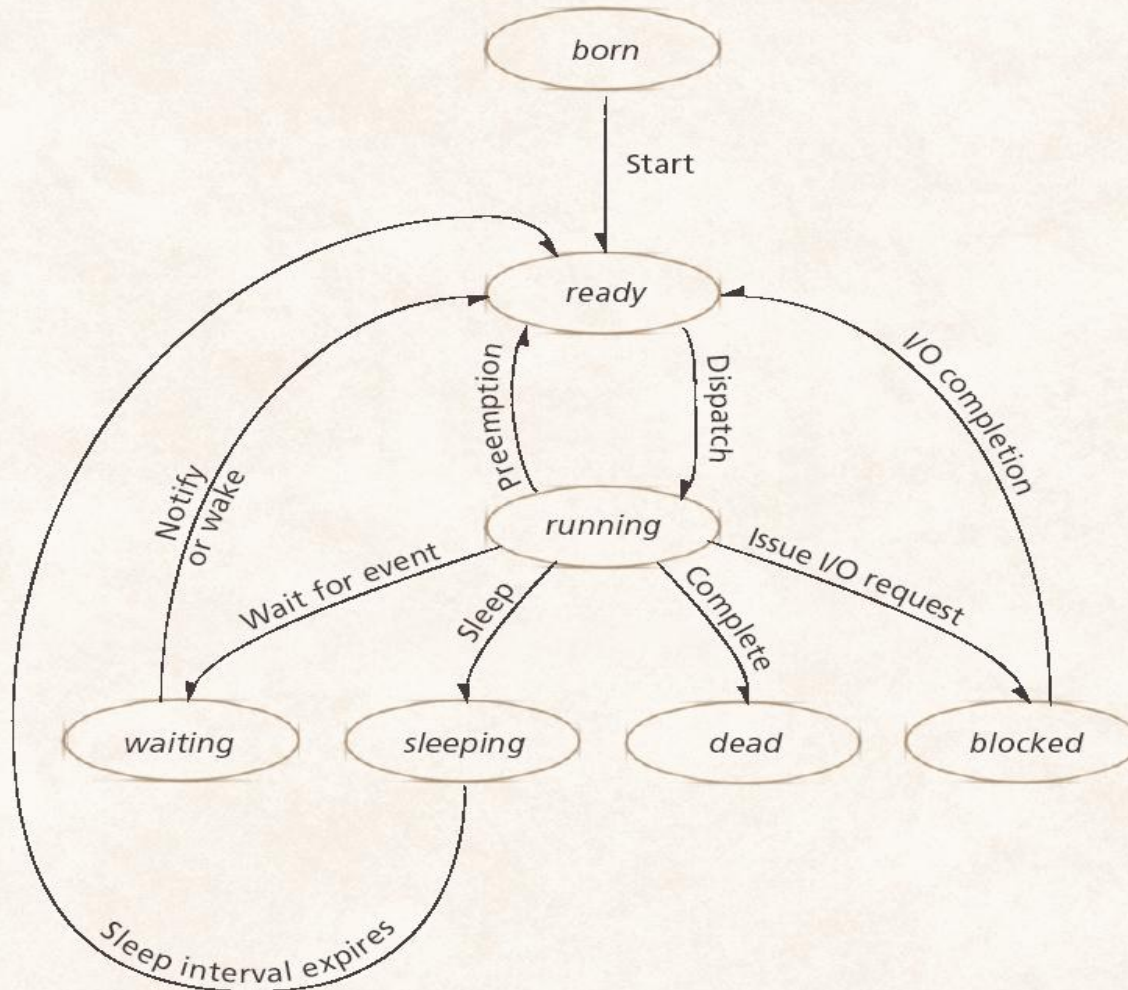 born
Start
ready
Preemption
Dispatch
I/O completion
Notify
or wake
running
Wait for event
Sleep
Complete
Issue I/O request
waiting
sleeping
dead
blocked
Sleep interval expires